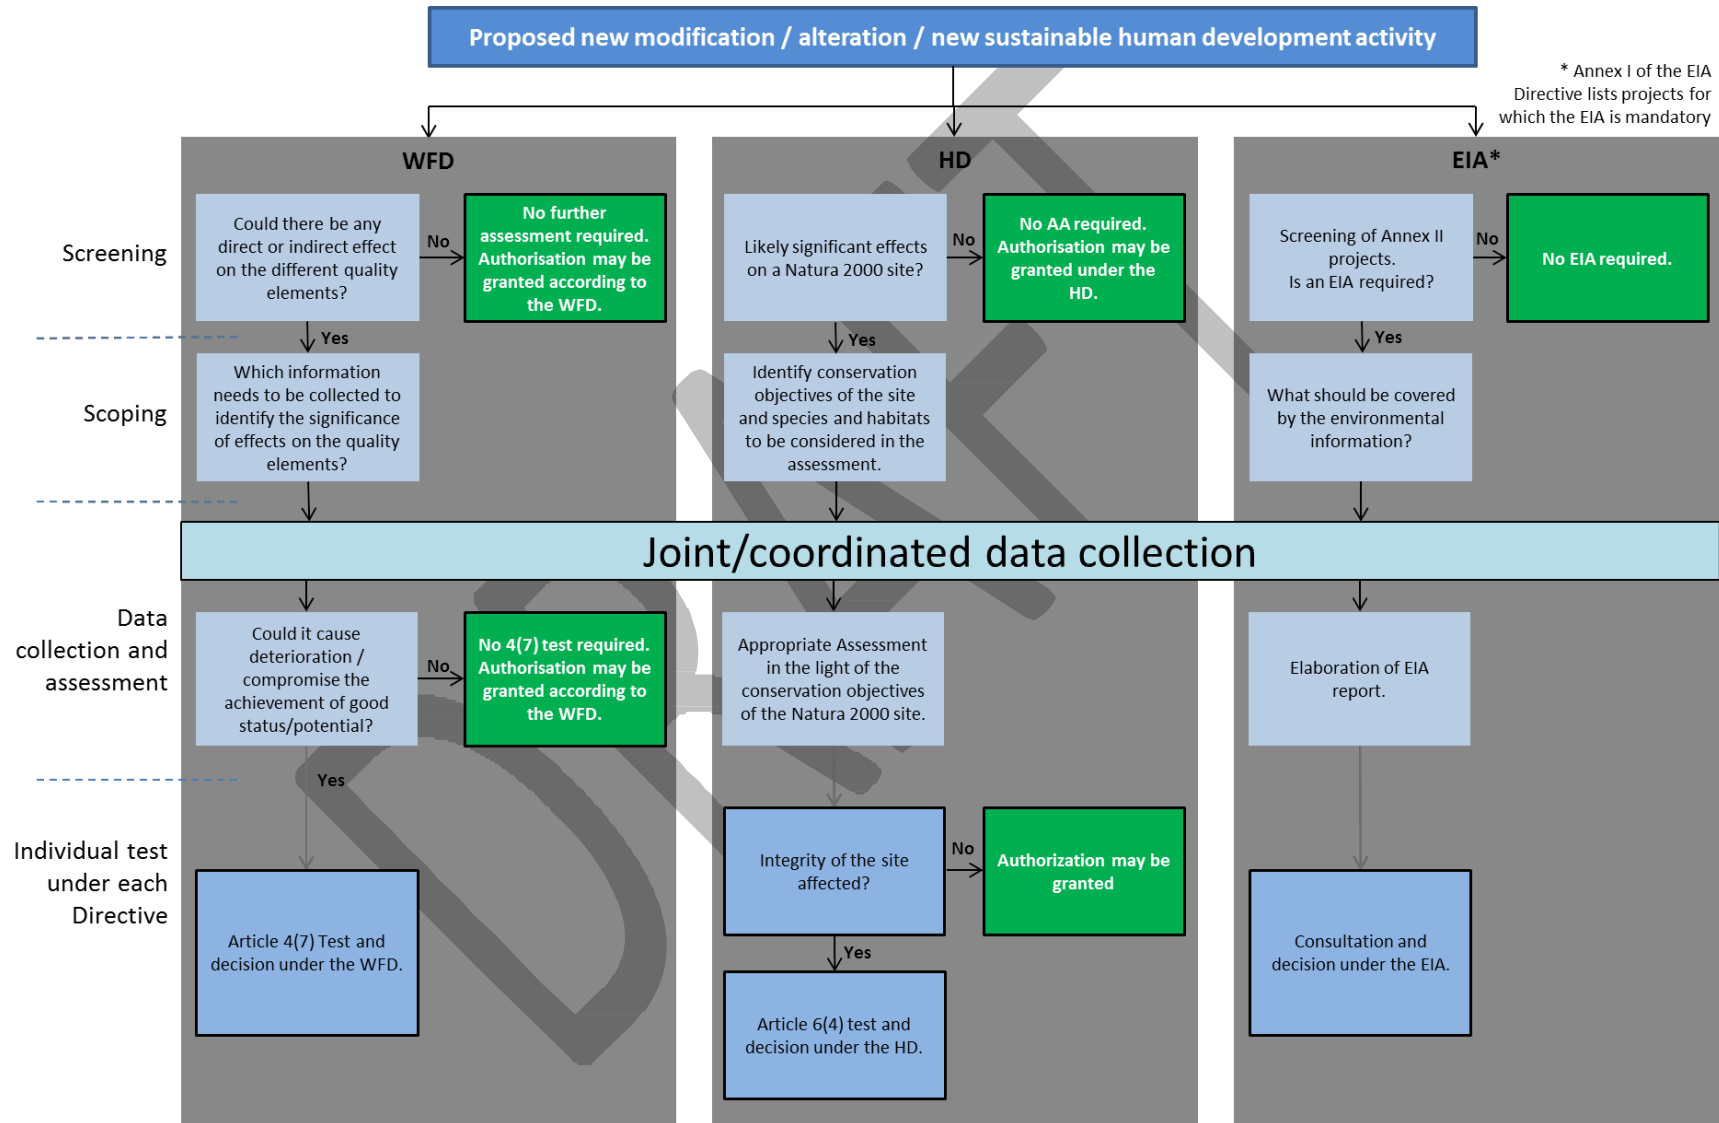 Proposed new modification / alteration / new sustainable human development activity
* Annex I of the EIA
Directive lists projects for
which the EIA is mandatory
WFD
HD
EIA*
Screening
Could there be any
direct or indirect effect
on the different quality
elements?
No
No further
assessment required.
Authorisation may be
granted according to
the WFD.
Likely significant effects
on a Natura 2000 site?
No
No AA required.
Authorisation may be
granted under the
HD.
Screening of Annex II
projects.
Is an EIA required?
No
No EIA required.
Yes
Yes
Yes
Scoping
Which information
needs to be collected to
identify the significance
of effects on the quality
elements?
Identify conservation
objectives of the site
and species and habitats
to be considered in the
assessment.
What should be covered
by the environmental
information?
Joint/coordinated data collection
Data
collection and
assessment
Could it cause
deterioration /
compromise the
achievement of good
status/potential?
No
No 4(7) test required.
Authorisation may be
granted according to
the WFD.
Appropriate Assessment
in the light of the
conservation objectives
of the Natura 2000 site.
Elaboration of EIA
report.
Yes
Individual test
under each
Directive
Article 4(7) Test and
decision under the WFD.
Integrity of the site
affected?
No
Authorization may be
granted
Yes
Article 6(4) test and
decision under the HD.
Consultation and
decision under the EIA.
DRAFT